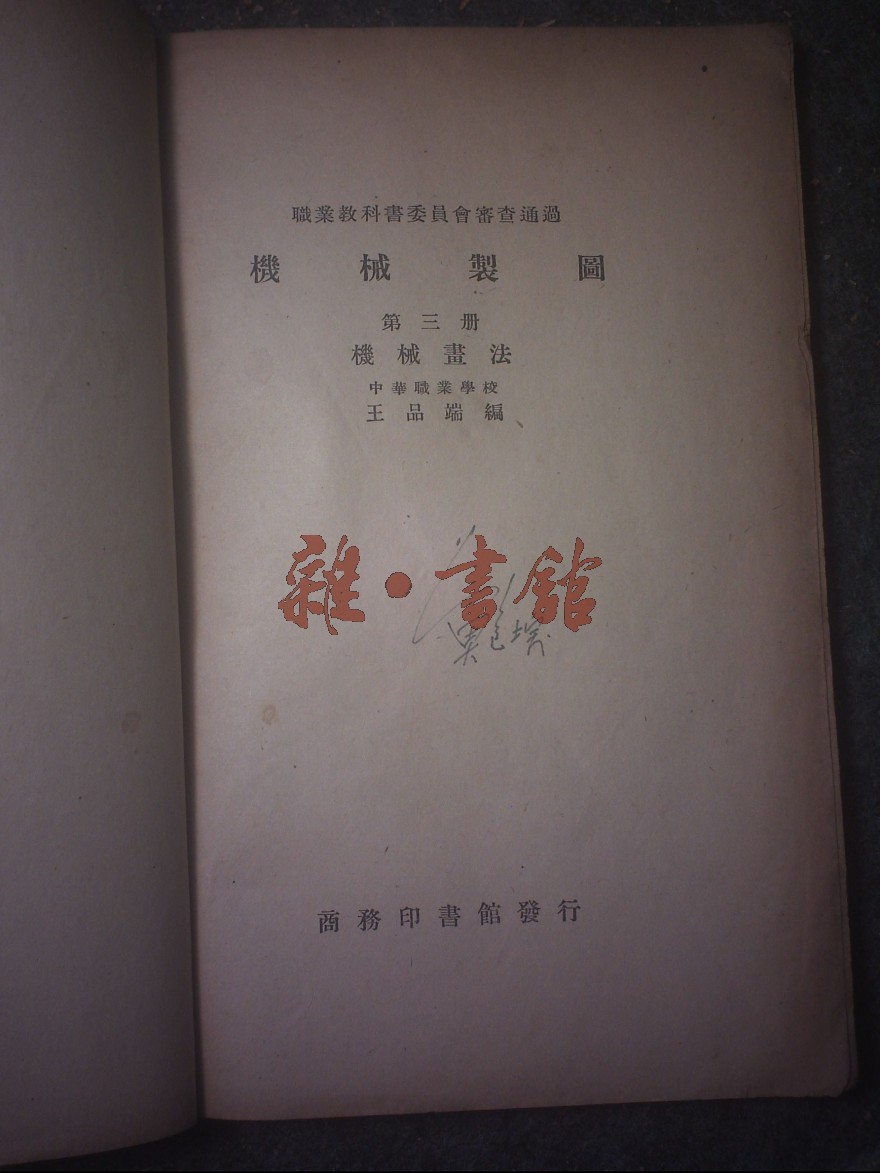 職業教科書委員會審查通過
機械製圖
第三册
機械畫法
中華職業學校
王品端編
雜·書館
商務印書館發行